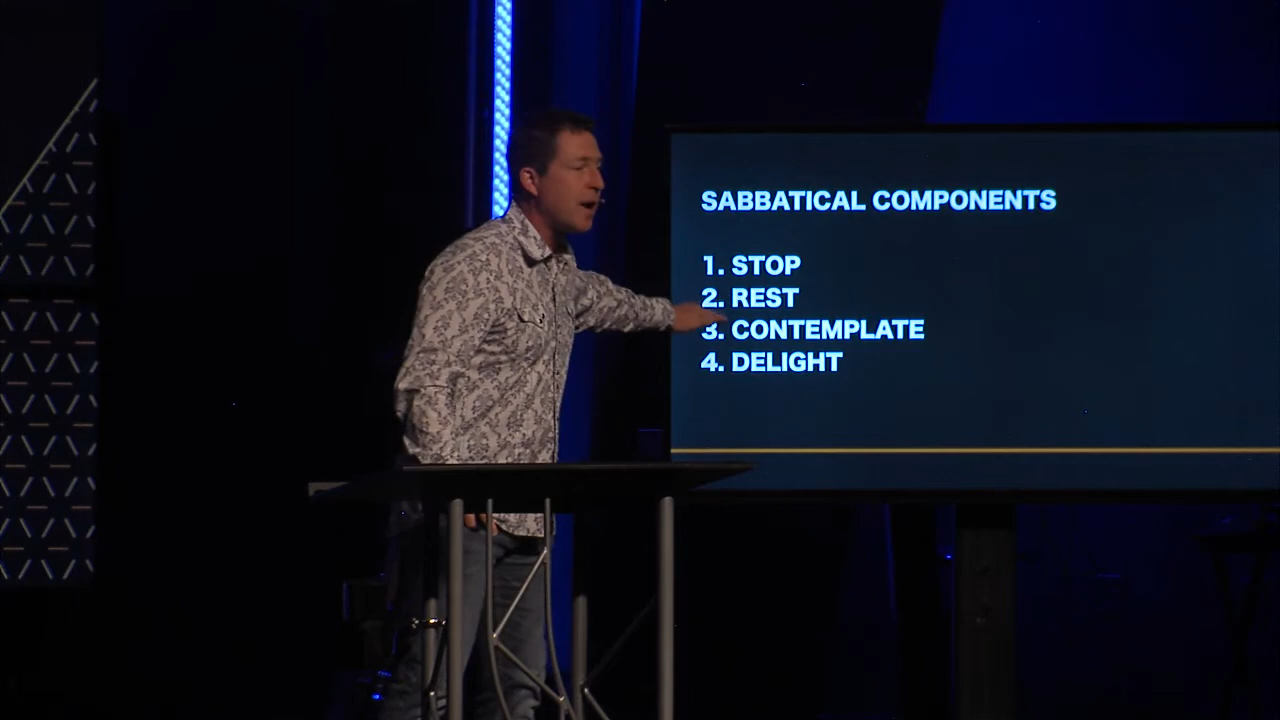 SABBATICAL COMPONENTS
1. STOP
2. REST
3. CONTEMPLATE
4. DELIGHT